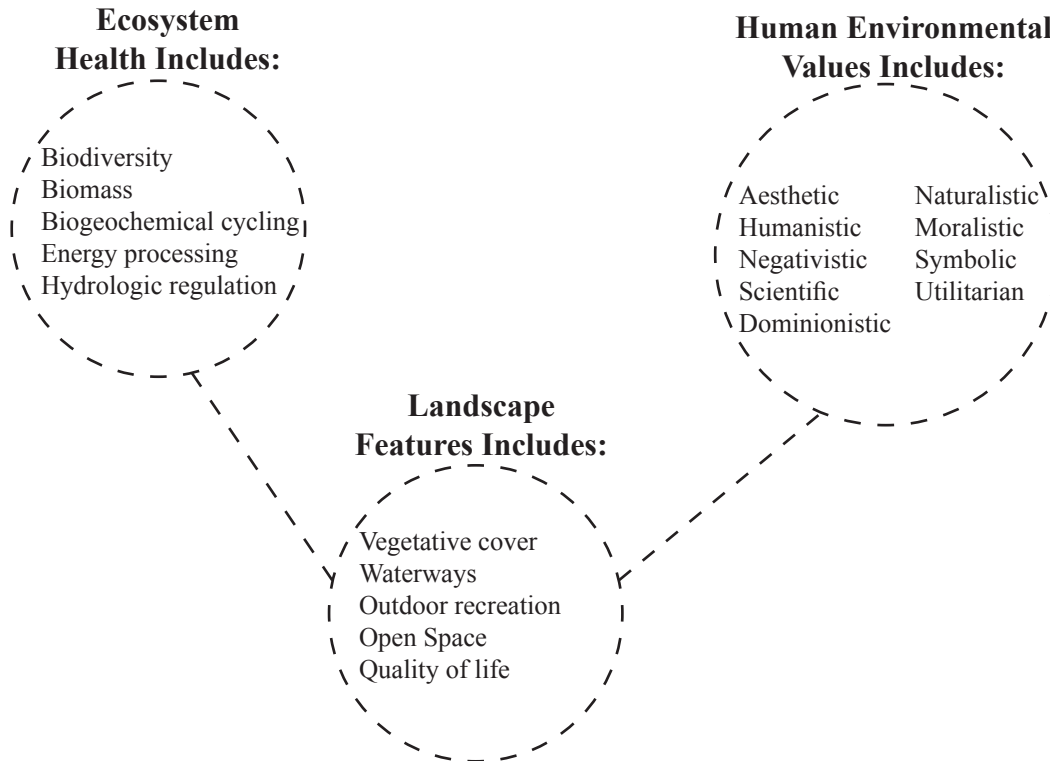 Ecosystem
Health Includes:
Biodiversity
Biomass
Biogeochemical cycling
Energy processing
Hydrologic regulation
Human Environmental
Values Includes:
Aesthetic
Humanistic
Negativistic
Scientific
Dominionistic
Naturalistic
Moralistic
Symbolic
Utilitarian
Landscape
Features Includes:
Vegetative cover
Waterways
Outdoor recreation
Open Space
Quality of life